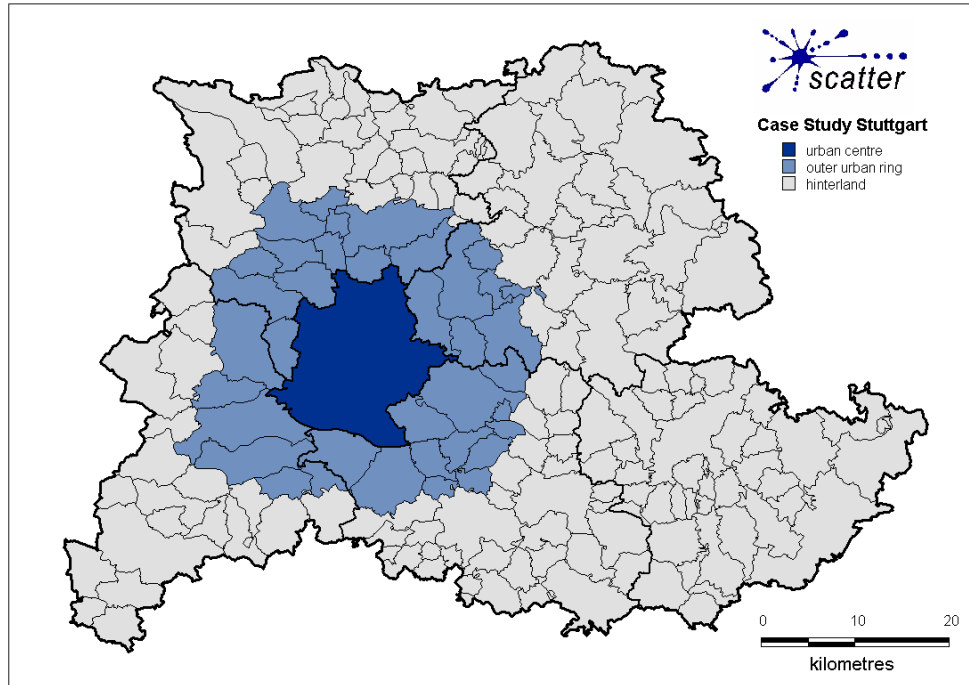 scatter
Case Study Stuttgart
urban centre
outer urban ring
hinterland
0 10 20
kilometres